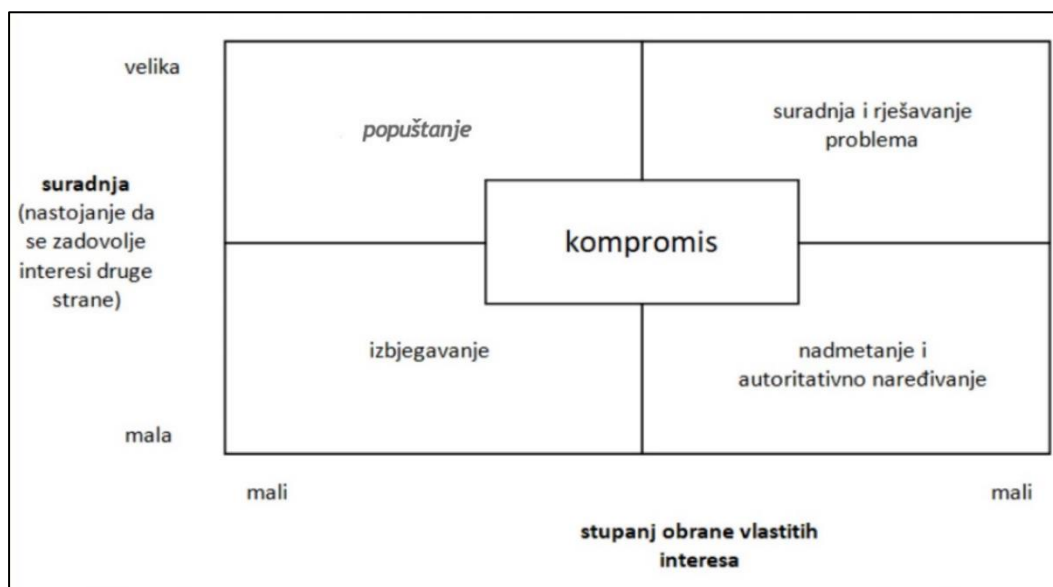 velika
popuštanje
suradnja i rješavanje
problema
suradnja
(nastojanje da
se zadovolje
interesi druge
strane)
kompromis
izbjegavanje
nadmetanje i
autoritativno naređivanje
mala
mali
mali
stupanj obrane vlastitih
interesa